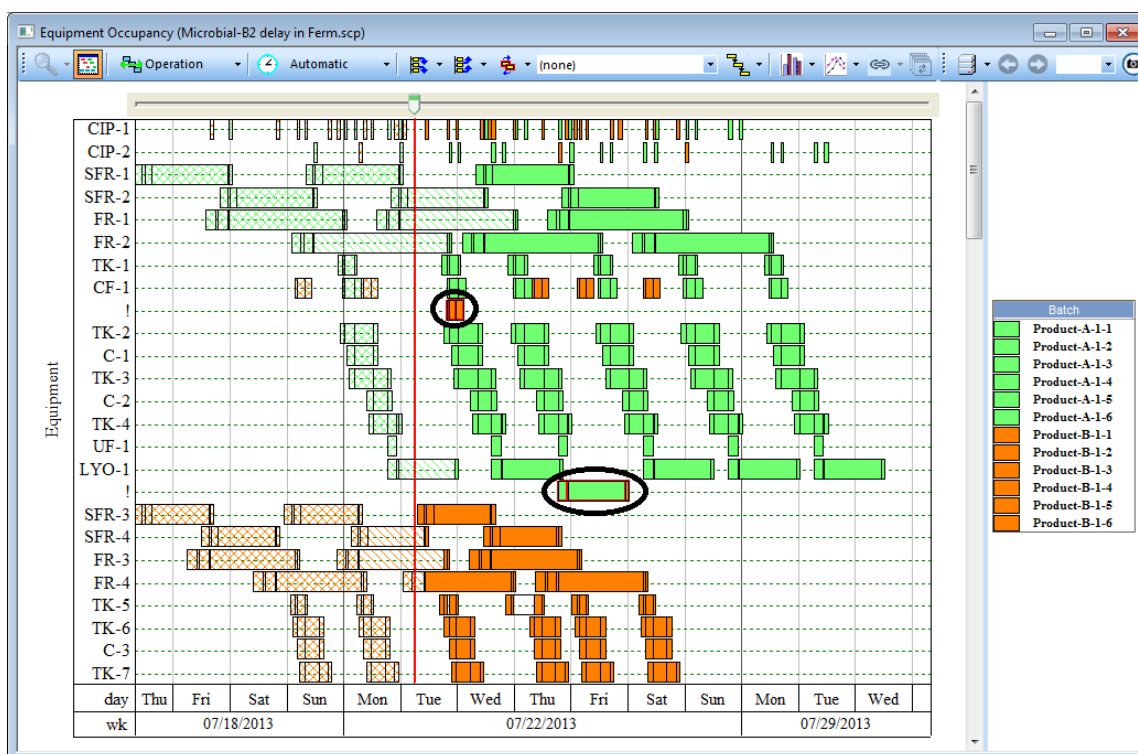 Equipment Occupancy (Microbial-B2 delay in Ferm.scp)
Operation Automatic (none)
CIP-1
CIP-2
SFR-1
SFR-2
FR-1
FR-2
TK-1
CF-1
!
TK-2
C-1
TK-3
C-2
TK-4
UF-1
LYO-1
!
SFR-3
SFR-4
FR-3
FR-4
TK-5
TK-6
C-3
TK-7
Equipment
day Thu Fri Sat Sun Mon Tue Wed Thu Fri Sat Sun Mon Tue Wed
wk 07/18/2013 07/22/2013 07/29/2013
Batch
Product-A-1-1
Product-A-1-2
Product-A-1-3
Product-A-1-4
Product-A-1-5
Product-A-1-6
Product-B-1-1
Product-B-1-2
Product-B-1-3
Product-B-1-4
Product-B-1-5
Product-B-1-6